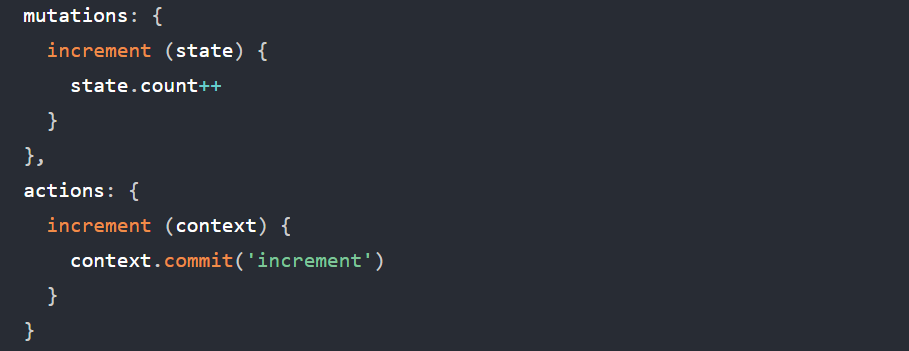 mutations: {
  increment (state) {
    state.count++
  }
},
actions: {
  increment (context) {
    context.commit('increment')
  }
}